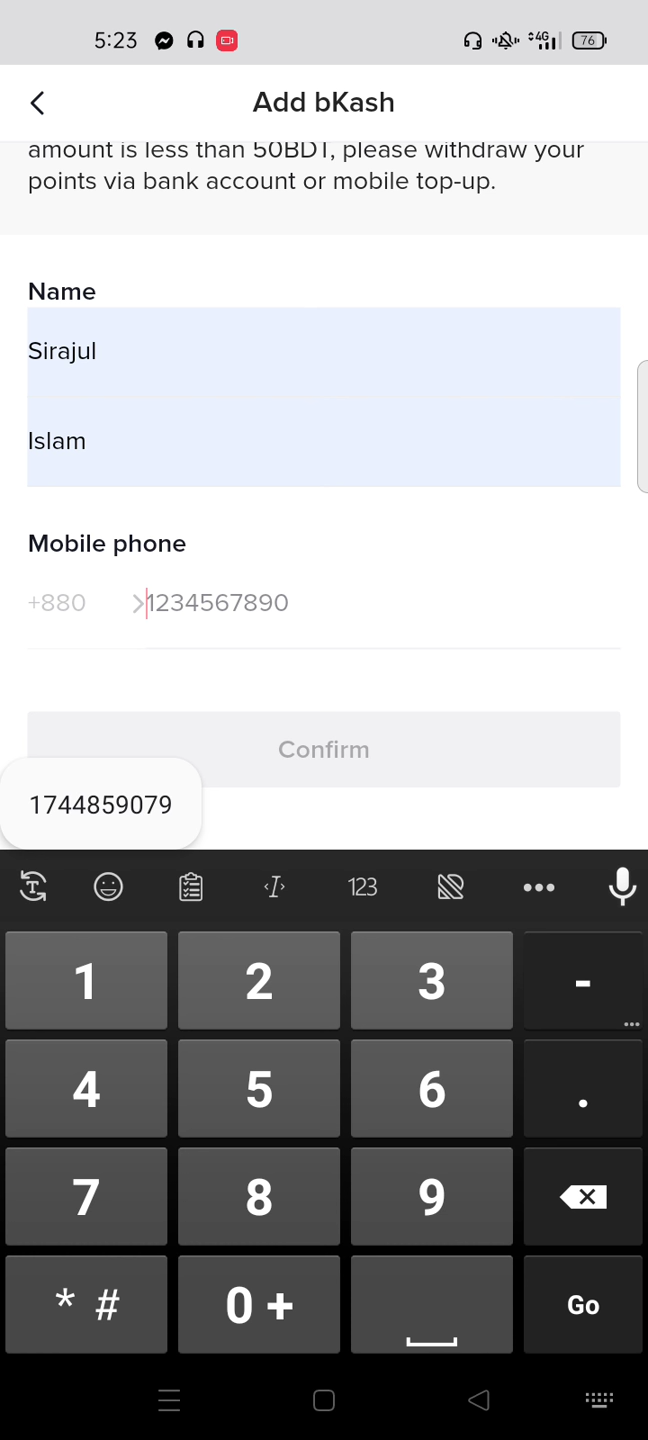 5:23
4G
76
Add bKash
amount is less than 50BDT, please withdraw your
points via bank account or mobile top-up.
Name
Sirajul
Islam
Mobile phone
+880
1234567890
Confirm
1744859079
T
I
123
1
2
3
-
4
5
6
.
7
8
9
* #
0 +
Go